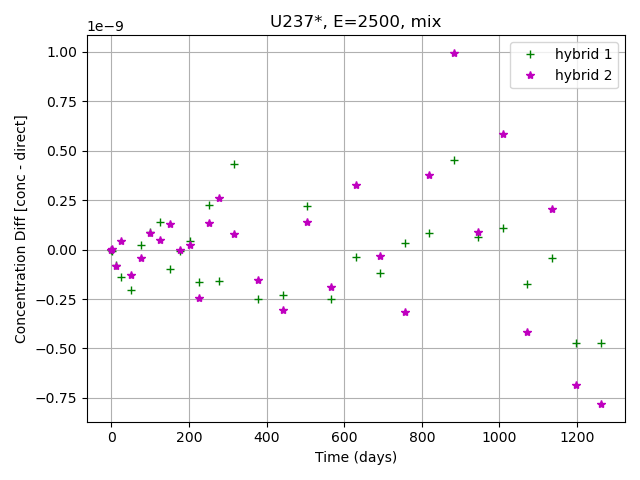 U237*, E=2500, mix
1e−9
hybrid 1
hybrid 2
1.00
0.75
0.50
0.25
0.00
−0.25
−0.50
−0.75
Concentration Diff [conc - direct]
0 200 400 600 800 1000 1200
Time (days)